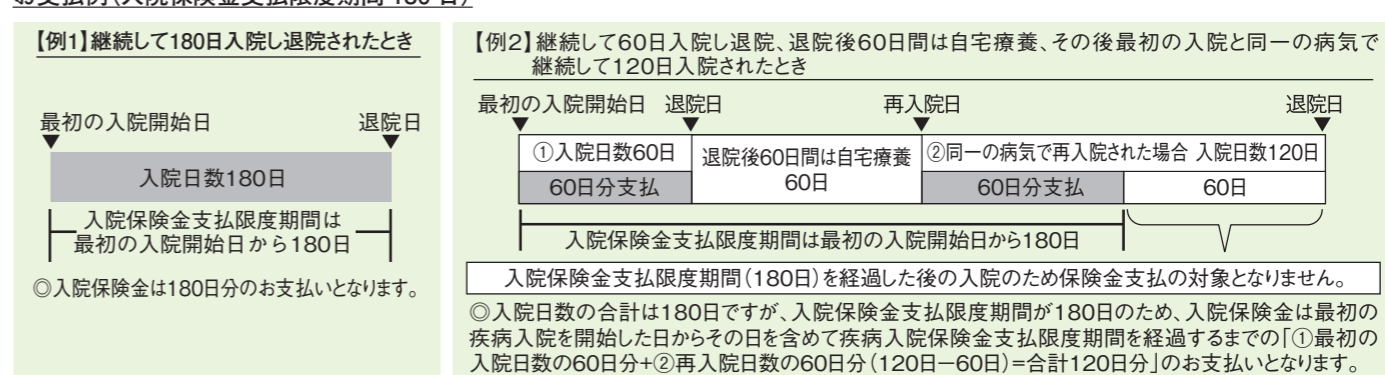 お支払例（入院保険金支払限度期間 180 日）
【例1】継続して180日入院し退院されたとき
最初の入院開始日 退院日
入院日数180日
入院保険金支払限度期間は
最初の入院開始日から180日
◎入院保険金は180日分のお支払いとなります。
【例2】継続して60日入院し退院、退院後60日間は自宅療養、その後最初の入院と同一の病気で
継続して120日入院されたとき
最初の入院開始日 退院日 再入院日 退院日
①入院日数60日 退院後60日間は自宅療養 ②同一の病気で再入院された場合 入院日数120日
60日分支払 60日 60日分支払 60日
入院保険金支払限度期間は最初の入院開始日から180日
入院保険金支払限度期間（180日）を経過した後の入院のため保険金支払の対象となりません。
◎入院日数の合計は180日ですが、入院保険金支払限度期間が180日のため、入院保険金は最初の
疾病入院を開始した日からその日を含めて疾病入院保険金支払限度期間を経過するまでの「①最初の
入院日数の60日分+②再入院日数の60日分（120日－60日）=合計120日分」のお支払いとなります。